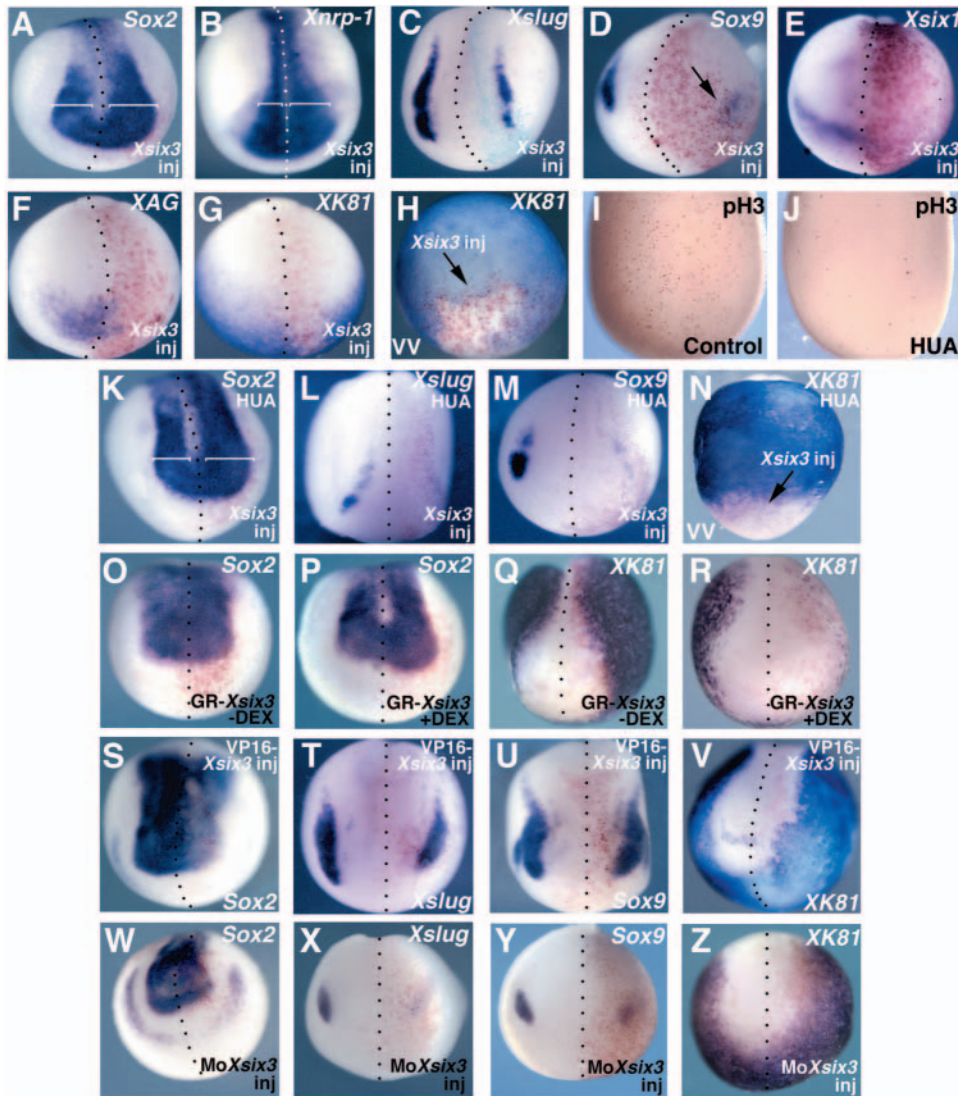 A Sox2 Xsix3 inj
B Xnrp-1 Xsix3 inj
C Xslug Xsix3 inj
D Sox9 Xsix3 inj
E Xsix1 Xsix3 inj
F XAG Xsix3 inj
G XK81 Xsix3 inj
H XK81 Xsix3 inj VV
I pH3 Control
J pH3 HUA
K Sox2 HUA Xsix3 inj
L Xslug HUA Xsix3 inj
M Sox9 HUA Xsix3 inj
N XK81 HUA Xsix3 inj VV
O Sox2 GR-Xsix3 -DEX
P Sox2 GR-Xsix3 +DEX
Q XK81 GR-Xsix3 -DEX
R XK81 GR-Xsix3 +DEX
S VP16-Xsix3 inj Sox2
T VP16-Xsix3 inj Xslug
U VP16-Xsix3 inj Sox9
V VP16-Xsix3 inj XK81
W Sox2 MoXsix3 inj
X Xslug MoXsix3 inj
Y Sox9 MoXsix3 inj
Z XK81 MoXsix3 inj